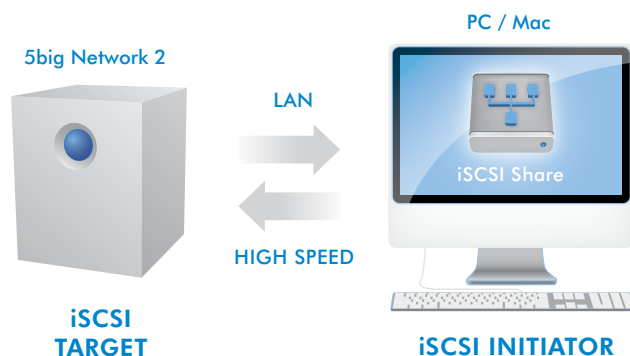 PC / Mac
5big Network 2
LAN
iSCSI Share
HIGH SPEED
iSCSI
TARGET
iSCSI INITIATOR